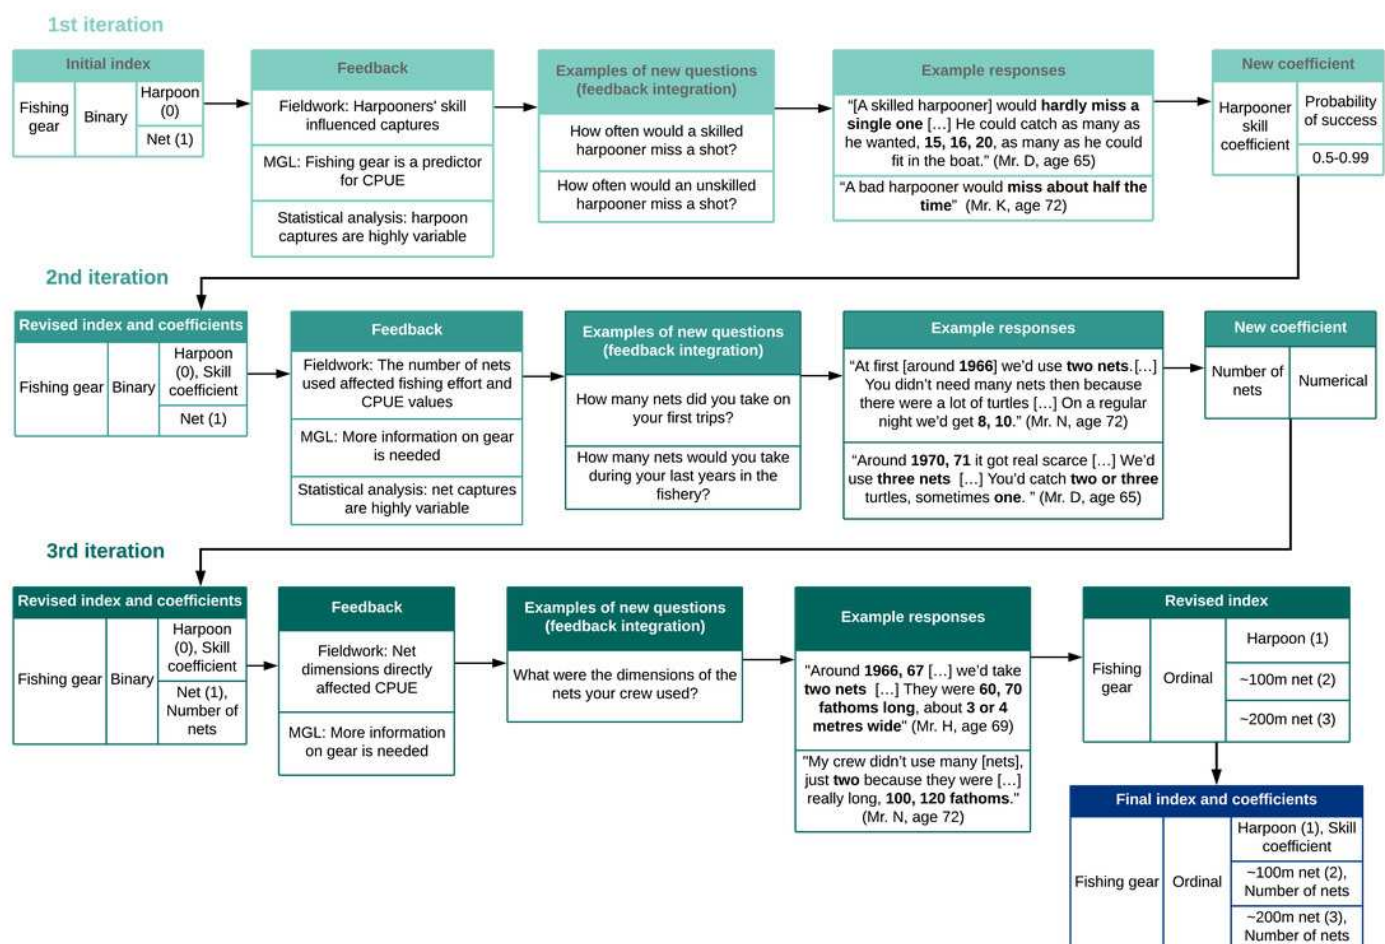 1st iteration
Initial index
Fishing
gear
Binary
Harpoon
(0)
Net (1)
Feedback
Fieldwork: Harpooners' skill
influenced captures
MGL: Fishing gear is a predictor
for CPUE
Statistical analysis: harpoon
captures are highly variable
Examples of new questions
(feedback integration)
How often would a skilled
harpooner miss a shot?
How often would an unskilled
harpooner miss a shot?
Example responses
“[A skilled harpooner] would hardly miss a
single one […] He could catch as many as
he wanted, 15, 16, 20, as many as he could
fit in the boat.” (Mr. D, age 65)
“A bad harpooner would miss about half the
time” (Mr. K, age 72)
New coefficient
Harpooner
skill
coefficient
Probability
of success
0.5-0.99
2nd iteration
Revised index and coefficients
Fishing gear
Binary
Harpoon
(0), Skill
coefficient
Net (1)
Feedback
Fieldwork: The number of nets
used affected fishing effort and
CPUE values
MGL: More information on gear
is needed
Statistical analysis: net captures
are highly variable
Examples of new questions
(feedback integration)
How many nets did you take on
your first trips?
How many nets would you take
during your last years in the
fishery?
Example responses
“At first [around 1966] we’d use two nets.[…]
You didn’t need many nets then because
there were a lot of turtles […] On a regular
night we’d get 8, 10.” (Mr. N, age 72)
“Around 1970, 71 it got real scarce […] We’d
use three nets […] You’d catch two or three
turtles, sometimes one. ” (Mr. D, age 65)
New coefficient
Number of
nets
Numerical
3rd iteration
Revised index and coefficients
Fishing gear
Binary
Harpoon
(0), Skill
coefficient
Net (1),
Number of
nets
Feedback
Fieldwork: Net
dimensions directly
affected CPUE
MGL: More information
on gear is needed
Examples of new questions
(feedback integration)
What were the dimensions of the
nets your crew used?
Example responses
"Around 1966, 67 […] we’d take
two nets […] They were 60, 70
fathoms long, about 3 or 4
metres wide" (Mr. H, age 69)
"My crew didn’t use many [nets],
just two because they were […]
really long, 100, 120 fathoms."
(Mr. N, age 72)
Revised index
Fishing
gear
Ordinal
Harpoon (1)
~100m net (2)
~200m net (3)
Final index and coefficients
Fishing gear
Ordinal
Harpoon (1), Skill
coefficient
~100m net (2),
Number of nets
~200m net (3),
Number of nets